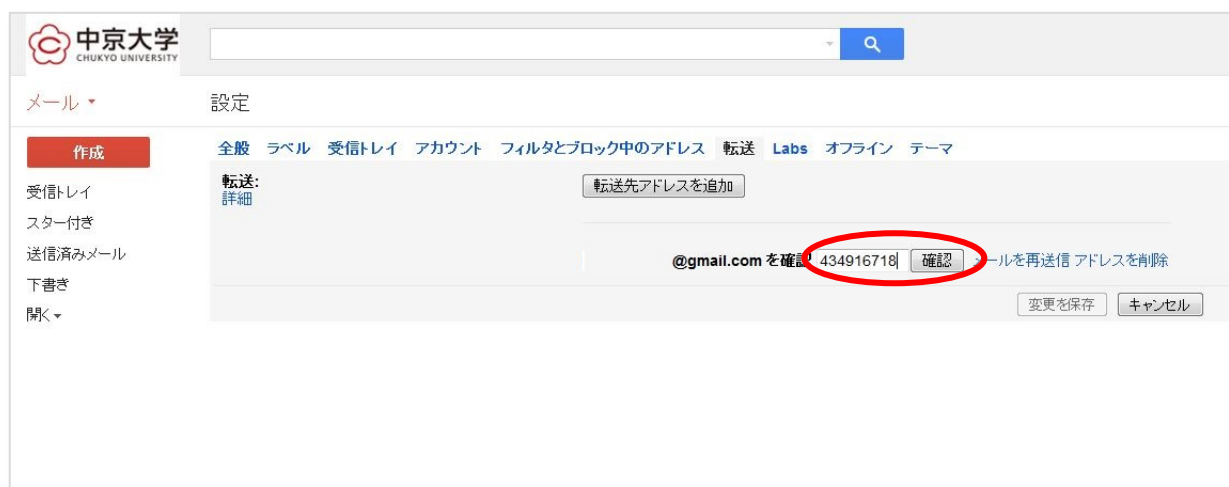 中京大学
CHUKYO UNIVERSITY
メール
設定
作成
全般 ラベル 受信トレイ アカウント フィルタとブロック中のアドレス 転送 Labs オフライン テーマ
受信トレイ
スター付き
送信済みメール
下書き
開く
転送:
詳細
転送先アドレスを追加
@gmail.com を確認 434916718 確認 メールを再送信 アドレスを削除
変更を保存 キャンセル